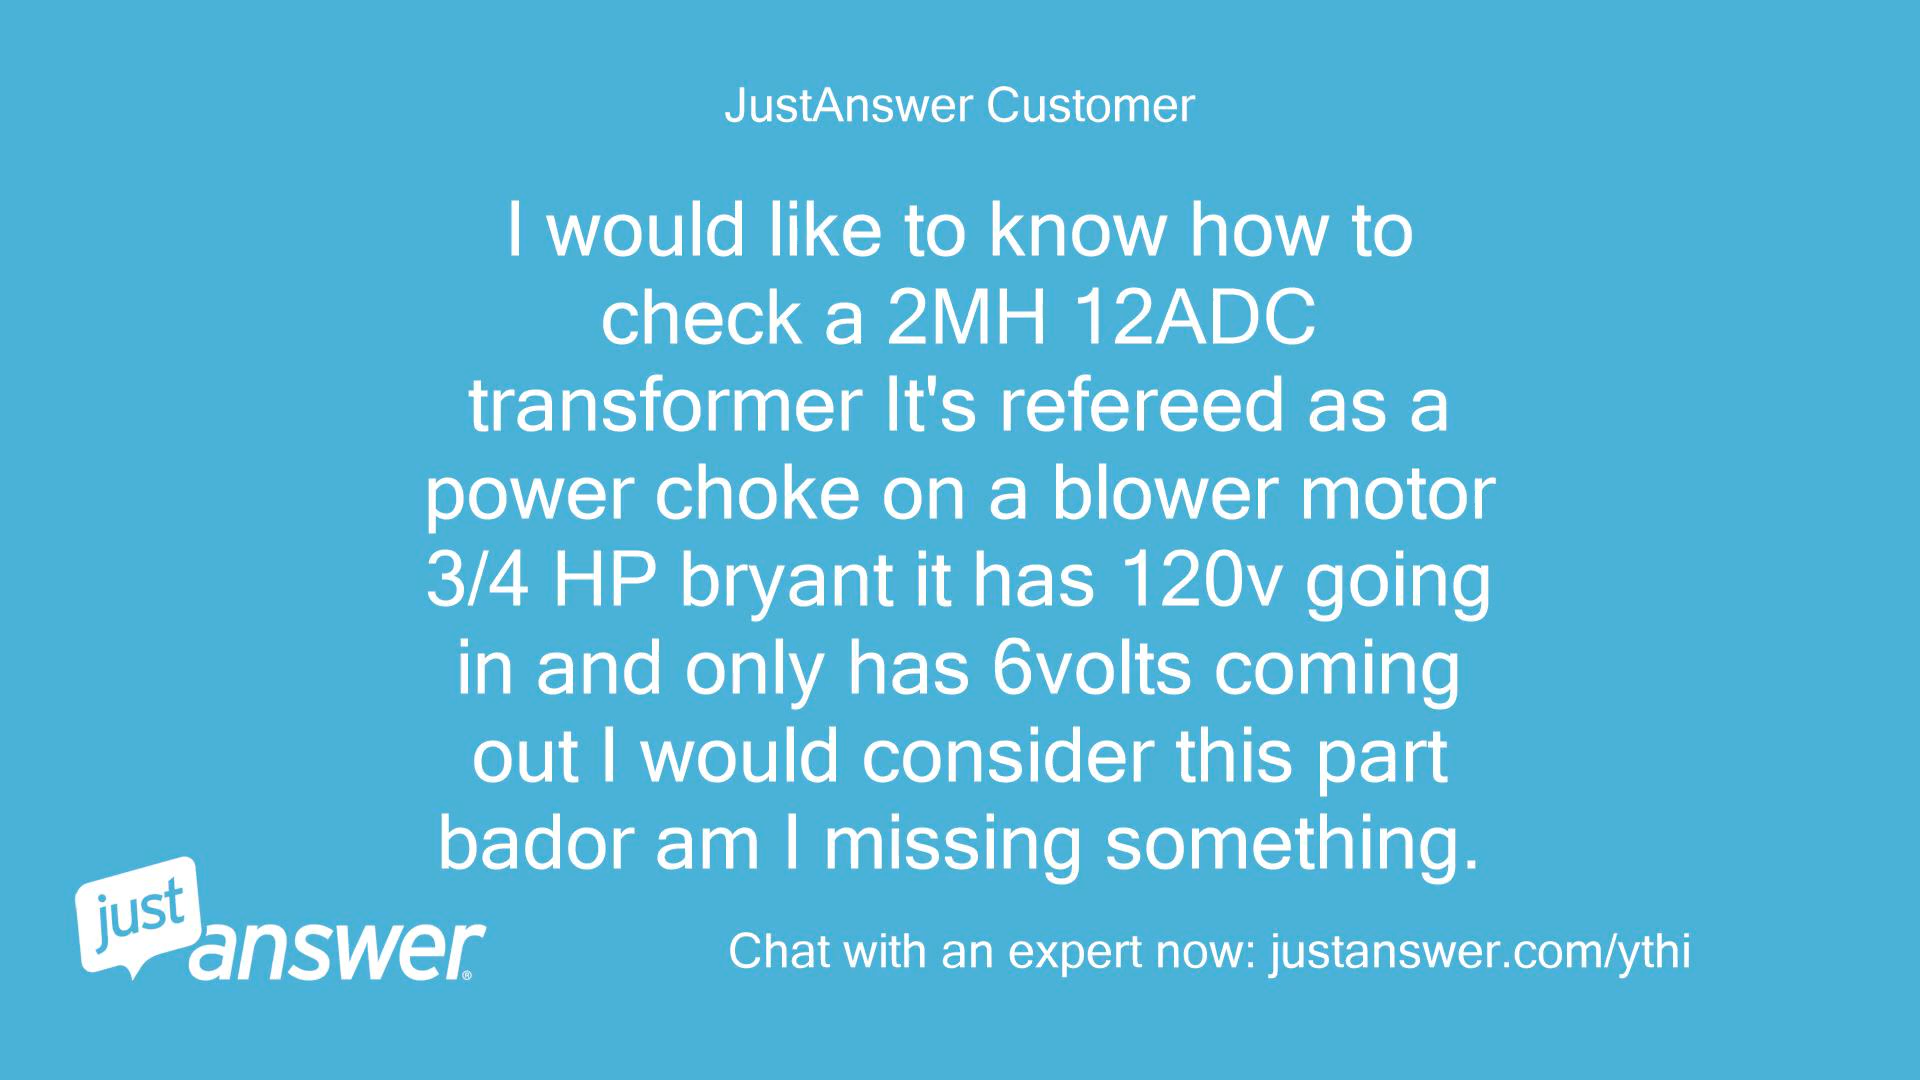 JustAnswer Customer
I would like to know how to
check a 2MH 12ADC
transformer It's refereed as a
power choke on a blower motor
3/4 HP bryant it has 120v going
in and only has 6volts coming
out I would consider this part
bador am I missing something.
just
answer®
Chat with an expert now: justanswer.com/ythi